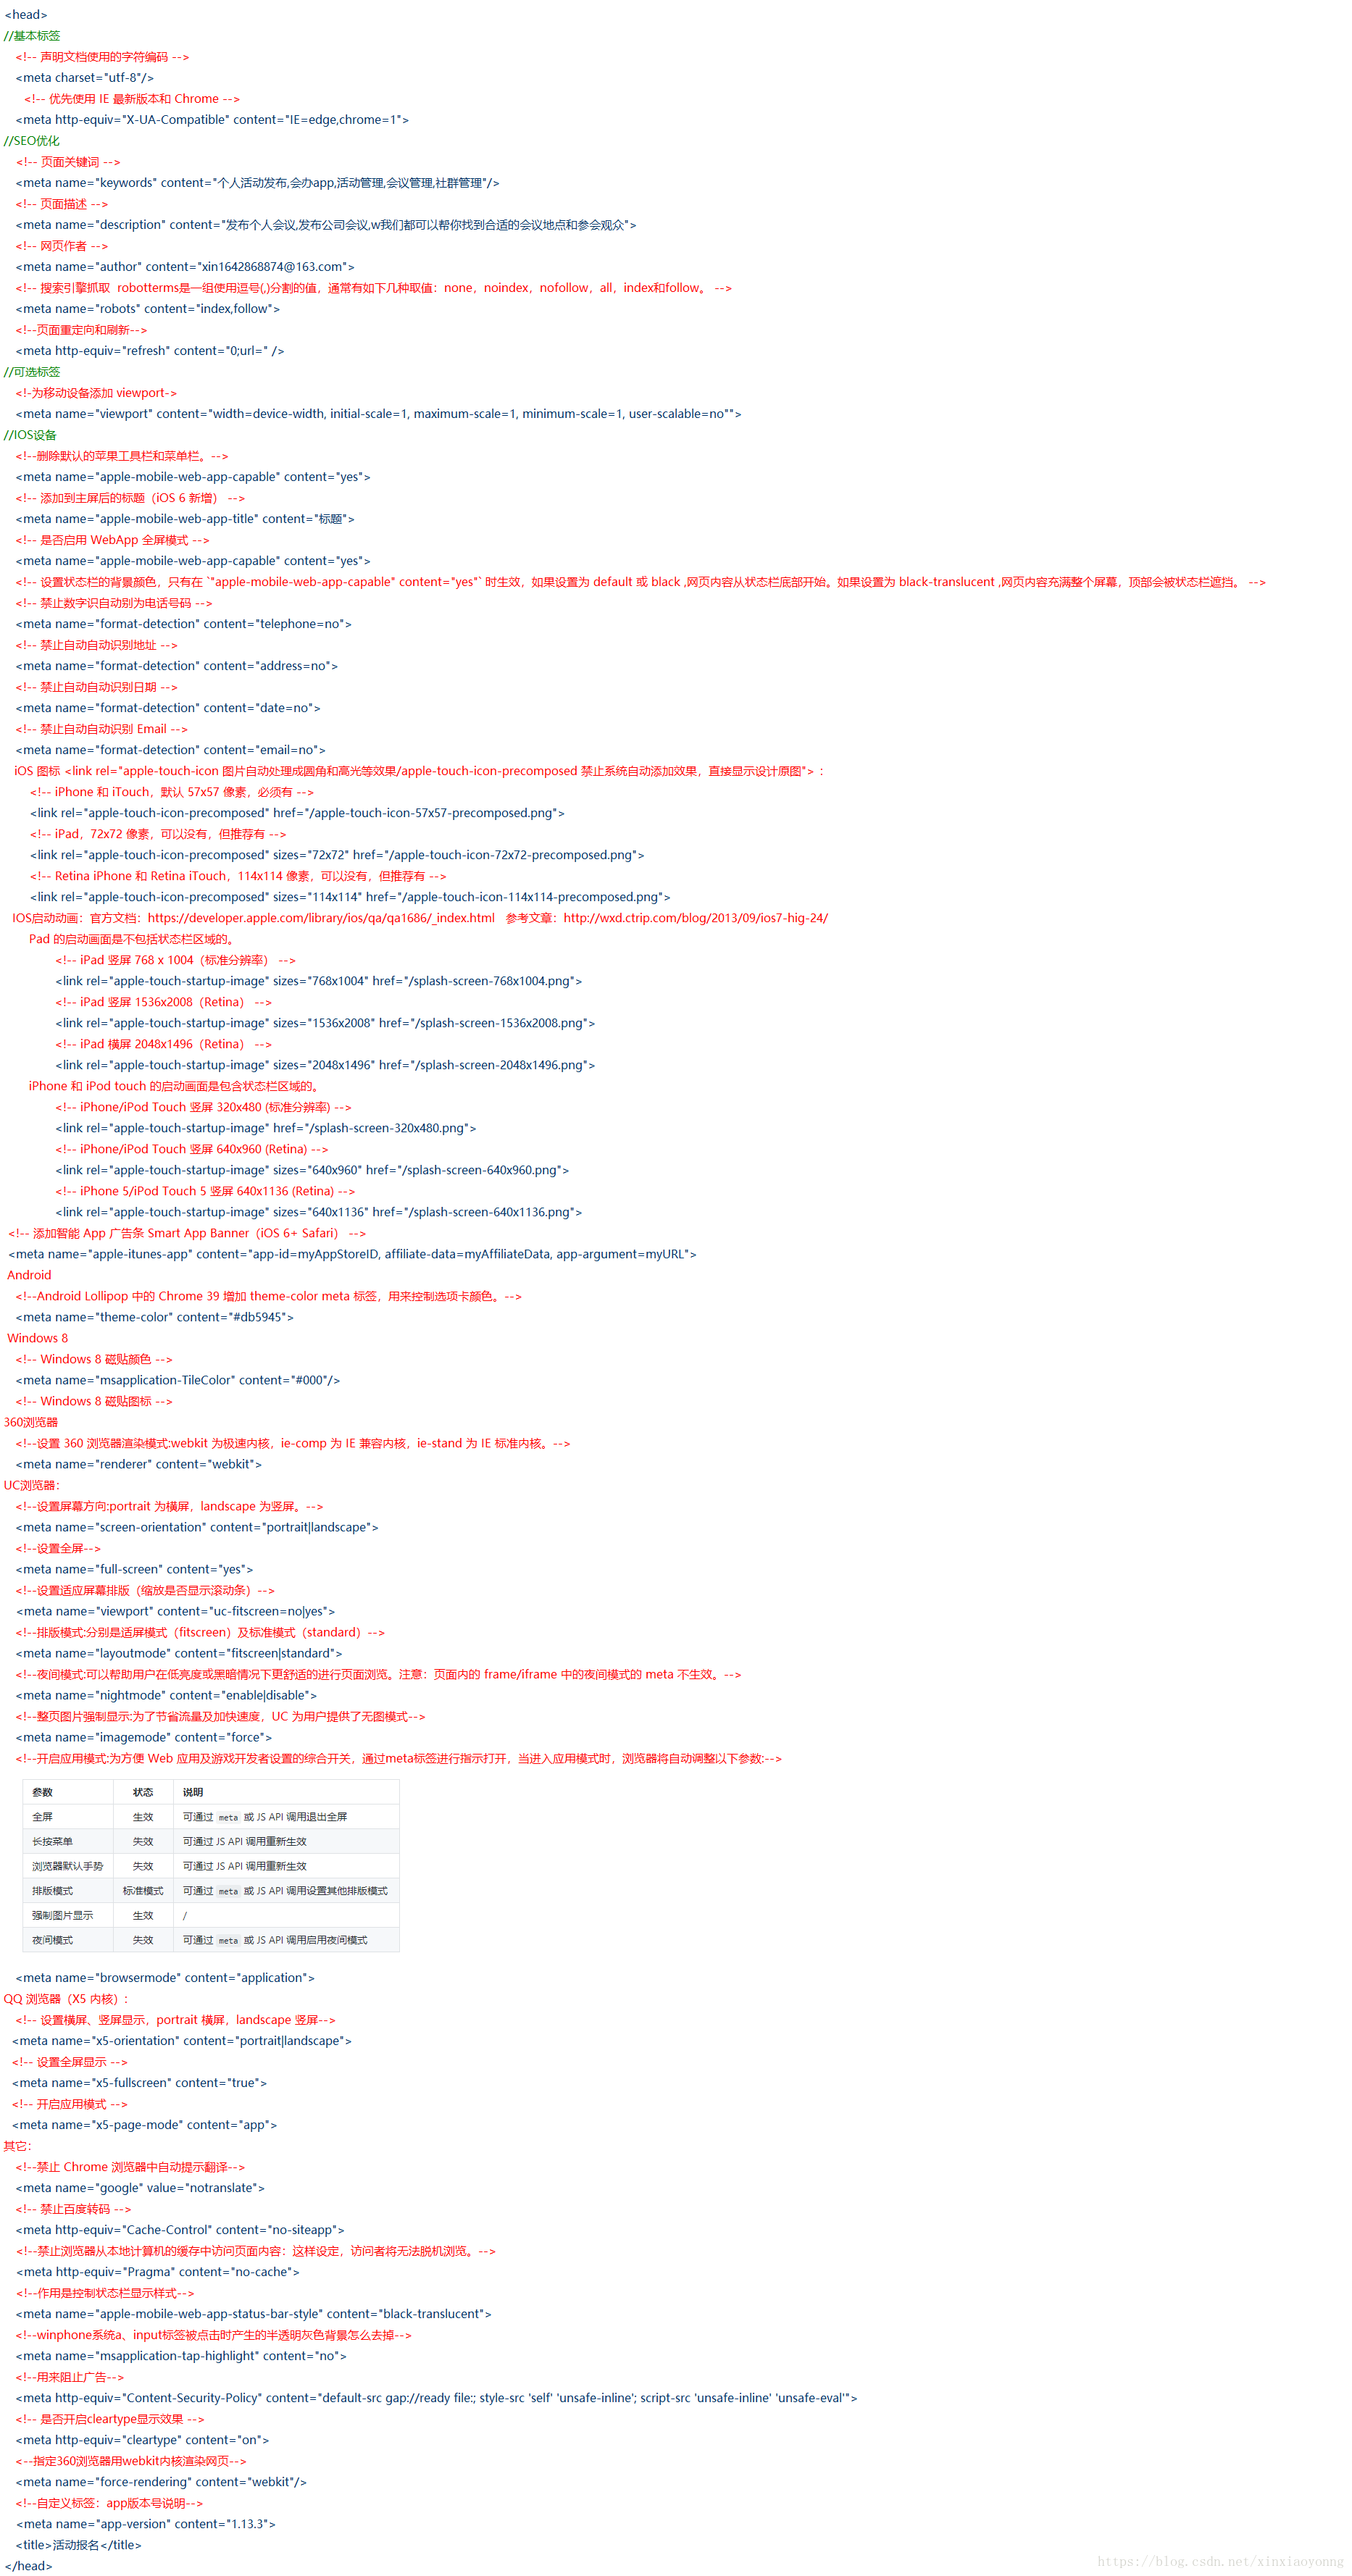 <head>
//基本标签
<!-- 声明文档使用的字符编码 -->
<meta charset="utf-8"/>
<!-- 优先使用 IE 最新版本和 Chrome -->
<meta http-equiv="X-UA-Compatible" content="IE=edge,chrome=1">
//SEO优化
<!-- 页面关键词 -->
<meta name="keywords" content="个人活动发布,会办app,活动管理,会议管理,社群管理"/>
<!-- 页面描述 -->
<meta name="description" content="发布个人会议,发布公司会议,w我们都可以帮你找到合适的会议地点和参会观众">
<!-- 网页作者 -->
<meta name="author" content="xin1642868874@163.com">
<!-- 搜索引擎抓取  robotterms是一组使用逗号(,)分割的值，通常有如下几种取值：none，noindex，nofollow，all，index和follow。 -->
<meta name="robots" content="index,follow">
<!--页面重定向和刷新-->
<meta http-equiv="refresh" content="0;url=" />
//可选标签
<!-为移动设备添加 viewport->
<meta name="viewport" content="width=device-width, initial-scale=1, maximum-scale=1, minimum-scale=1, user-scalable=no"">
//IOS设备
<!--删除默认的苹果工具栏和菜单栏。-->
<meta name="apple-mobile-web-app-capable" content="yes">
<!-- 添加到主屏后的标题（iOS 6 新增） -->
<meta name="apple-mobile-web-app-title" content="标题">
<!-- 是否启用 WebApp 全屏模式 -->
<meta name="apple-mobile-web-app-capable" content="yes">
<!-- 设置状态栏的背景颜色，只有在 `"apple-mobile-web-app-capable" content="yes"` 时生效，如果设置为 default 或 black ,网页内容从状态栏底部开始。如果设置为 black-translucent ,网页内容充满整个屏幕，顶部会被状态栏遮挡。 -->
<!-- 禁止数字识自动别为电话号码 -->
<meta name="format-detection" content="telephone=no">
<!-- 禁止自动自动识别地址 -->
<meta name="format-detection" content="address=no">
<!-- 禁止自动自动识别日期 -->
<meta name="format-detection" content="date=no">
<!-- 禁止自动自动识别 Email -->
<meta name="format-detection" content="email=no">
iOS 图标 <link rel="apple-touch-icon 图片自动处理成圆角和高光等效果/apple-touch-icon-precomposed 禁止系统自动添加效果，直接显示设计原图">：
<!-- iPhone 和 iTouch，默认 57x57 像素，必须有 -->
<link rel="apple-touch-icon-precomposed" href="/apple-touch-icon-57x57-precomposed.png">
<!-- iPad，72x72 像素，可以没有，但推荐有 -->
<link rel="apple-touch-icon-precomposed" sizes="72x72" href="/apple-touch-icon-72x72-precomposed.png">
<!-- Retina iPhone 和 Retina iTouch，114x114 像素，可以没有，但推荐有 -->
<link rel="apple-touch-icon-precomposed" sizes="114x114" href="/apple-touch-icon-114x114-precomposed.png">
IOS启动动画：官方文档：https://developer.apple.com/library/ios/qa/qa1686/_index.html   参考文章：http://wxd.ctrip.com/blog/2013/09/ios7-hig-24/
Pad 的启动画面是不包括状态栏区域的。
<!-- iPad 竖屏 768 x 1004（标准分辨率） -->
<link rel="apple-touch-startup-image" sizes="768x1004" href="/splash-screen-768x1004.png">
<!-- iPad 竖屏 1536x2008（Retina） -->
<link rel="apple-touch-startup-image" sizes="1536x2008" href="/splash-screen-1536x2008.png">
<!-- iPad 横屏 2048x1496（Retina） -->
<link rel="apple-touch-startup-image" sizes="2048x1496" href="/splash-screen-2048x1496.png">
iPhone 和 iPod touch 的启动画面是包含状态栏区域的。
<!-- iPhone/iPod Touch 竖屏 320x480 (标准分辨率) -->
<link rel="apple-touch-startup-image" href="/splash-screen-320x480.png">
<!-- iPhone/iPod Touch 竖屏 640x960 (Retina) -->
<link rel="apple-touch-startup-image" sizes="640x960" href="/splash-screen-640x960.png">
<!-- iPhone 5/iPod Touch 5 竖屏 640x1136 (Retina) -->
<link rel="apple-touch-startup-image" sizes="640x1136" href="/splash-screen-640x1136.png">
<!-- 添加智能 App 广告条 Smart App Banner（iOS 6+ Safari） -->
<meta name="apple-itunes-app" content="app-id=myAppStoreID, affiliate-data=myAffiliateData, app-argument=myURL">
Android
<!--Android Lollipop 中的 Chrome 39 增加 theme-color meta 标签，用来控制选项卡颜色。-->
<meta name="theme-color" content="#db5945">
Windows 8
<!-- Windows 8 磁贴颜色 -->
<meta name="msapplication-TileColor" content="#000"/>
<!-- Windows 8 磁贴图标 -->
360浏览器
<!--设置 360 浏览器渲染模式:webkit 为极速内核，ie-comp 为 IE 兼容内核，ie-stand 为 IE 标准内核。-->
<meta name="renderer" content="webkit">
UC浏览器：
<!--设置屏幕方向:portrait 为横屏，landscape 为竖屏。-->
<meta name="screen-orientation" content="portrait|landscape">
<!--设置全屏-->
<meta name="full-screen" content="yes">
<!--设置适应屏幕排版（缩放是否显示滚动条）-->
<meta name="viewport" content="uc-fitscreen=no|yes">
<!--排版模式:分别是适屏模式（fitscreen）及标准模式（standard）-->
<meta name="layoutmode" content="fitscreen|standard">
<!--夜间模式:可以帮助用户在低亮度或黑暗情况下更舒适的进行页面浏览。注意：页面内的 frame/iframe 中的夜间模式的 meta 不生效。-->
<meta name="nightmode" content="enable|disable">
<!--整页图片强制显示:为了节省流量及加快速度，UC 为用户提供了无图模式-->
<meta name="imagemode" content="force">
<!--开启应用模式:为方便 Web 应用及游戏开发者设置的综合开关，通过meta标签进行指示打开，当进入应用模式时，浏览器将自动调整以下参数:-->
参数 状态 说明
全屏 生效 可通过 meta 或 JS API 调用退出全屏
长按菜单 失效 可通过 JS API 调用重新生效
浏览器默认手势 失效 可通过 JS API 调用重新生效
排版模式 标准模式 可通过 meta 或 JS API 调用设置其他排版模式
强制图片显示 生效 /
夜间模式 失效 可通过 meta 或 JS API 调用启用夜间模式
<meta name="browsermode" content="application">
QQ 浏览器（X5 内核）：
<!-- 设置横屏、竖屏显示，portrait 横屏，landscape 竖屏-->
<meta name="x5-orientation" content="portrait|landscape">
<!-- 设置全屏显示 -->
<meta name="x5-fullscreen" content="true">
<!-- 开启应用模式 -->
<meta name="x5-page-mode" content="app">
其它：
<!--禁止 Chrome 浏览器中自动提示翻译-->
<meta name="google" value="notranslate">
<!-- 禁止百度转码 -->
<meta http-equiv="Cache-Control" content="no-siteapp">
<!--禁止浏览器从本地计算机的缓存中访问页面内容：这样设定，访问者将无法脱机浏览。-->
<meta http-equiv="Pragma" content="no-cache">
<!--作用是控制状态栏显示样式-->
<meta name="apple-mobile-web-app-status-bar-style" content="black-translucent">
<!--winphone系统a、input标签被点击时产生的半透明灰色背景怎么去掉-->
<meta name="msapplication-tap-highlight" content="no">
<!--用来阻止广告-->
<meta http-equiv="Content-Security-Policy" content="default-src gap://ready file:; style-src 'self' 'unsafe-inline'; script-src 'unsafe-inline' 'unsafe-eval'">
<!-- 是否开启cleartype显示效果 -->
<meta http-equiv="cleartype" content="on">
<--指定360浏览器用webkit内核渲染网页-->
<meta name="force-rendering" content="webkit"/>
<!--自定义标签：app版本号说明-->
<meta name="app-version" content="1.13.3">
<title>活动报名</title>
</head>
https://blog.csdn.net/xinxiaoyonng